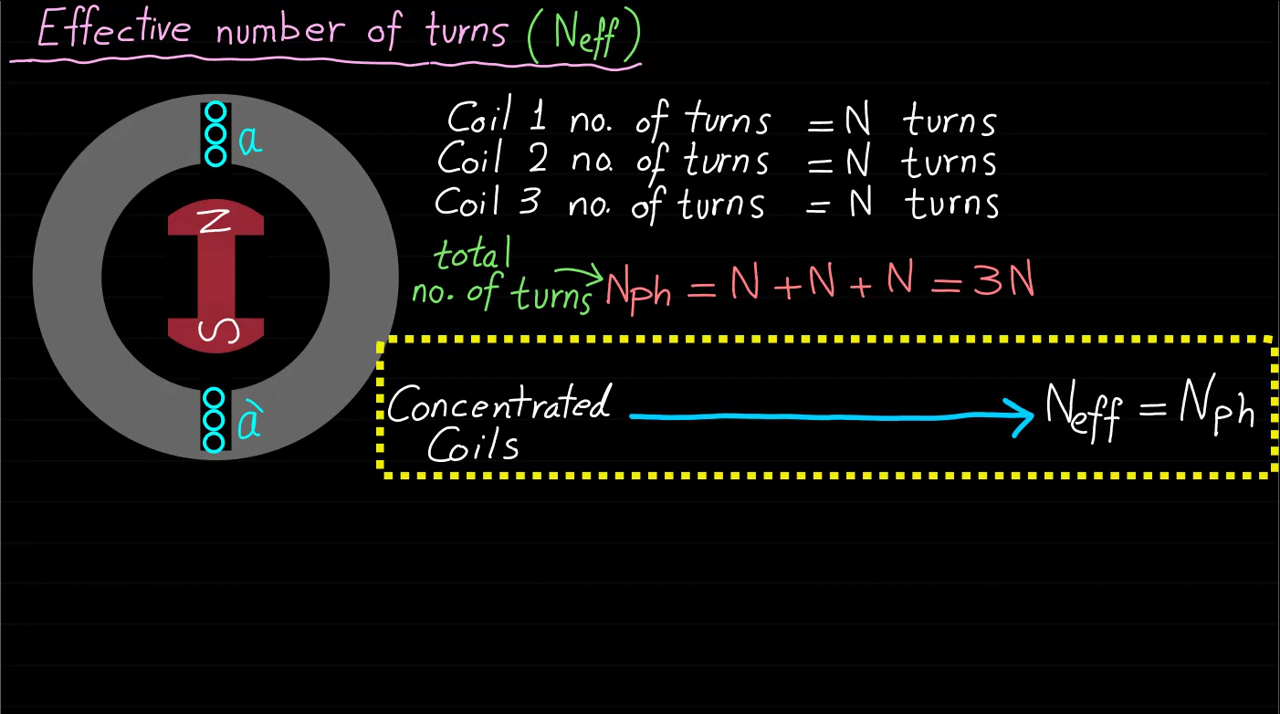 Effective number of turns (Neff)
a
N
S
à
Coil 1 no. of turns = N turns
Coil 2 no. of turns = N turns
Coil 3 no. of turns = N turns
total
no. of turns → Nph = N + N + N = 3N
Concentrated
Coils → Neff = Nph